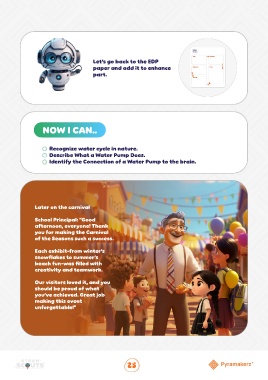 Let's go back to the EDP
paper and add it to enhance
part.
NOW I CAN..
Recognize water cycle in nature.
Describe What a Water Pump Does.
Identify the Connection of a Water Pump to the brain.
Later on the carnival
School Principal: "Good
afternoon, everyone! Thank
you for making the Carnival
of the Seasons such a success.
Each exhibit-from winter's
snowflakes to summer's
beach fun-was filled with
creativity and teamwork.
Our visitors loved it, and you
should be proud of what
you've achieved. Great job
making this event
unforgettable!"
SCOUTS
25
Pyramakerz